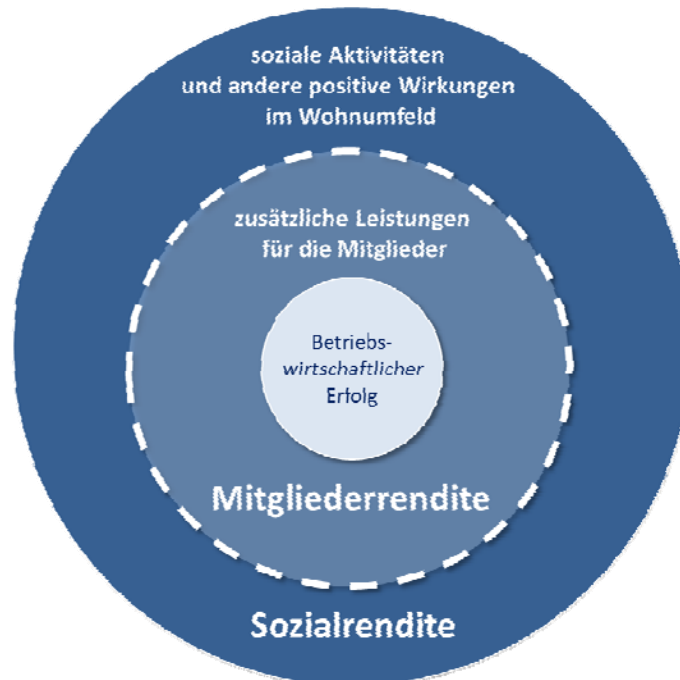 soziale Aktivitäten
und andere positive Wirkungen
im Wohnumfeld
zusätzliche Leistungen
für die Mitglieder
Betriebs-
wirtschaftlicher
Erfolg
Mitgliederrendite
Sozialrendite